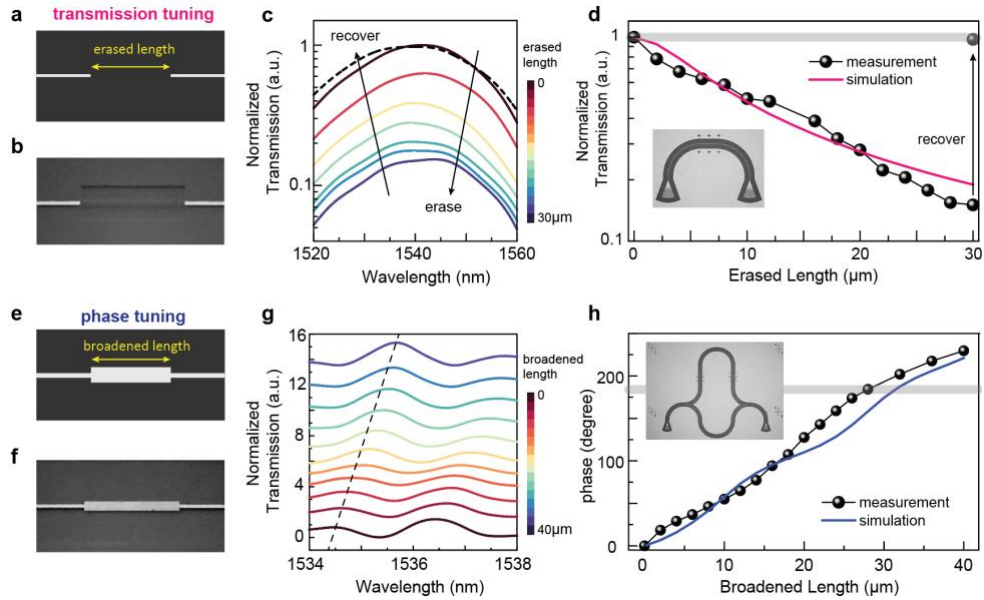 a
transmission tuning
erased length
b
c
Normalized
Transmission (a.u.)
1
0.1
recover
erase
erased
length
0
30μm
1520
1540
1560
Wavelength (nm)
d
Normalized
Transmission (a.u.)
1
0.1
measurement
simulation
recover
0
10
20
30
Erased Length (μm)
e
phase tuning
broadened length
f
g
Normalized
Transmission (a.u.)
16
12
8
4
0
broadened
length
0
40μm
1534
1536
1538
Wavelength (nm)
h
phase (degree)
200
100
0
measurement
simulation
0
10
20
30
40
Broadened Length (μm)